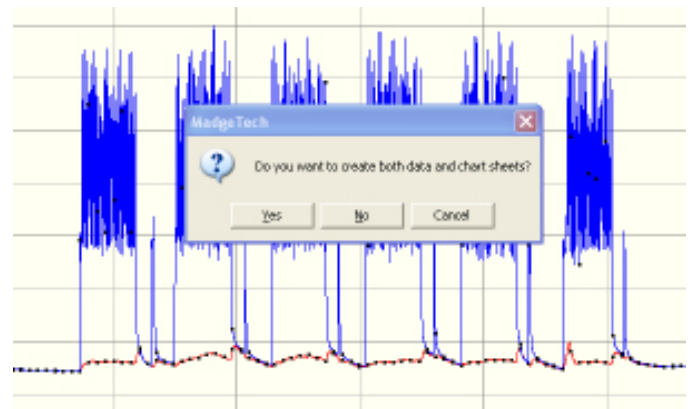 MadgeTech
Do you want to create both data and chart sheets?
Yes
No
Cancel